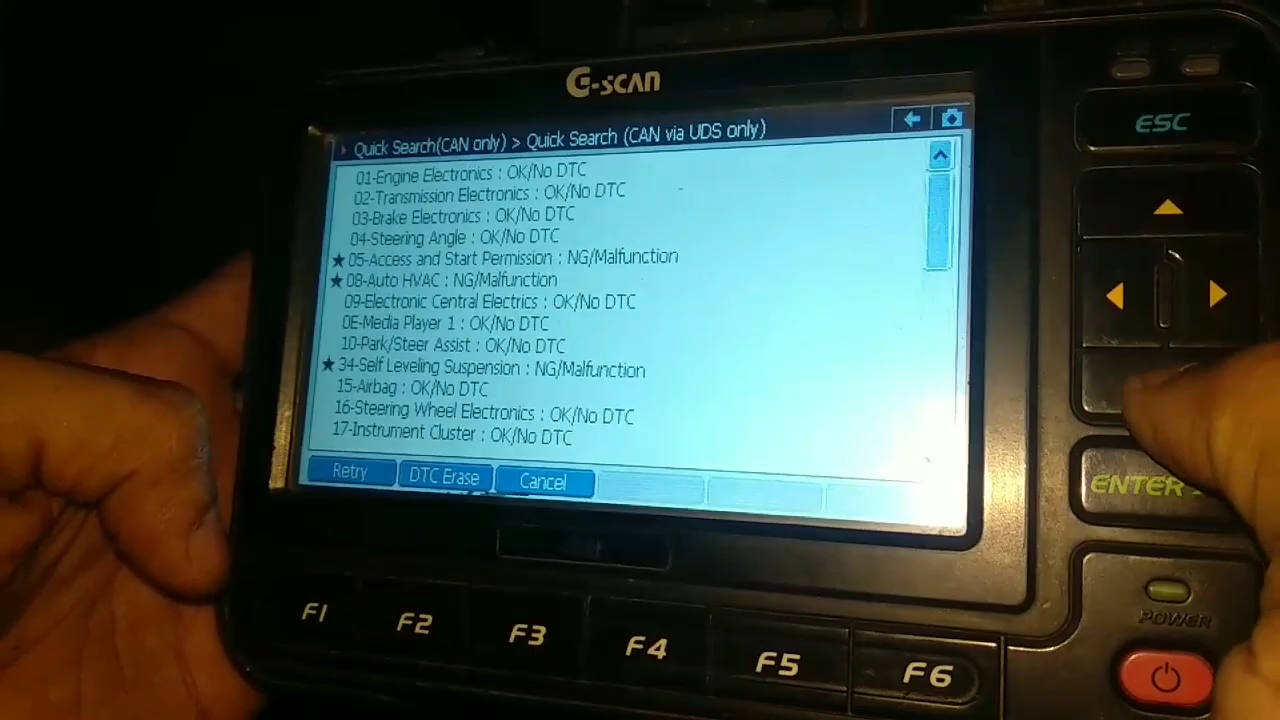 G-SCAN
Quick Search(CAN only) > Quick Search (CAN via UDS only)
01-Engine Electronics : OK/No DTC
02-Transmission Electronics : OK/No DTC
03-Brake Electronics : OK/No DTC
04-Steering Angle : OK/No DTC
★ 05-Access and Start Permission : NG/Malfunction
★ 08-Auto HVAC : NG/Malfunction
09-Electronic Central Electrics : OK/No DTC
0E-Media Player 1 : OK/No DTC
10-Park/Steer Assist : OK/No DTC
★ 34-Self Leveling Suspension : NG/Malfunction
15-Airbag : OK/No DTC
16-Steering Wheel Electronics : OK/No DTC
17-Instrument Cluster : OK/No DTC
Retry DTC Erase Cancel
F1 F2 F3 F4 F5 F6
ESC
ENTER
POWER